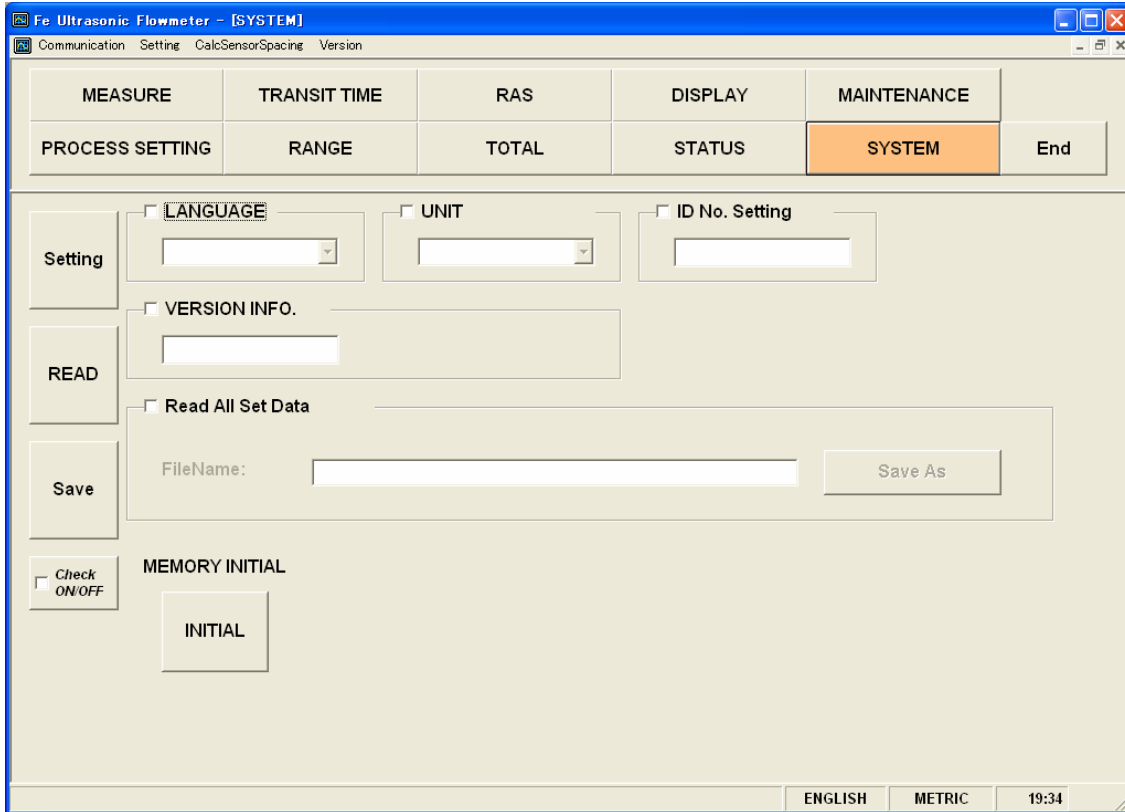 Fe Ultrasonic Flowmeter - [SYSTEM]
Communication Setting CalcSensorSpacing Version
MEASURE TRANSIT TIME RAS DISPLAY MAINTENANCE
PROCESS SETTING RANGE TOTAL STATUS SYSTEM End
Setting
LANGUAGE UNIT ID No. Setting
VERSION INFO.
READ
Read All Set Data
FileName: Save As
Save
Check
ON/OFF
MEMORY INITIAL
INITIAL
ENGLISH METRIC 19:34